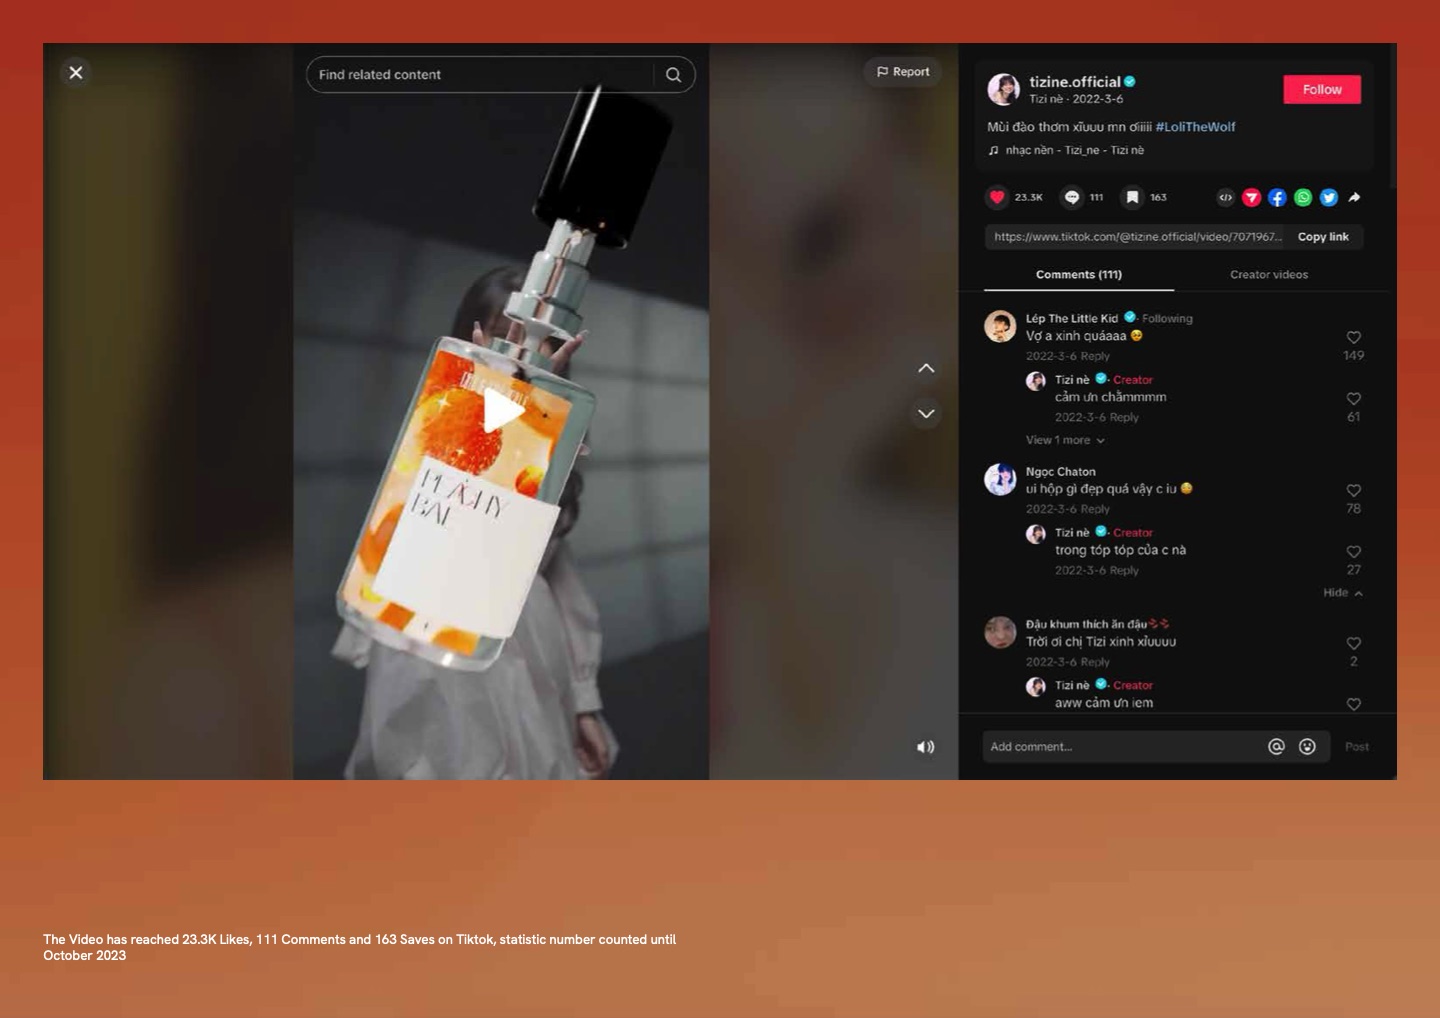 Find related content
Report
tizine.official
Tizi nè · 2022-3-6
Follow
Mùi đào thơm xĩuuu mn ơiiiii #LoliTheWolf
nhạc nền - Tizi_ne - Tizi nè
23.3K
111
163
https://www.tiktok.com/@tizine.official/video/7071967...
Copy link
Comments (111)
Creator videos
Lép The Little Kid · Following
Vợ a xinh quáaaa
2022-3-6 Reply
149
Tizi nè · Creator
cảm ưn chằmmmm
2022-3-6 Reply
61
View 1 more
Ngọc Chaton
ui hộp gì đẹp quá vậy c iu
2022-3-6 Reply
78
Tizi nè · Creator
trong tóp tóp của c nà
2022-3-6 Reply
27
Hide
Đậu khum thích ăn đậu
Trời ơi chị Tizi xinh xỉuuuu
2022-3-6 Reply
2
Tizi nè · Creator
aww cảm ưn iem
Add comment...
Post
PEACHY
The Video has reached 23.3K Likes, 111 Comments and 163 Saves on Tiktok, statistic number counted until
October 2023